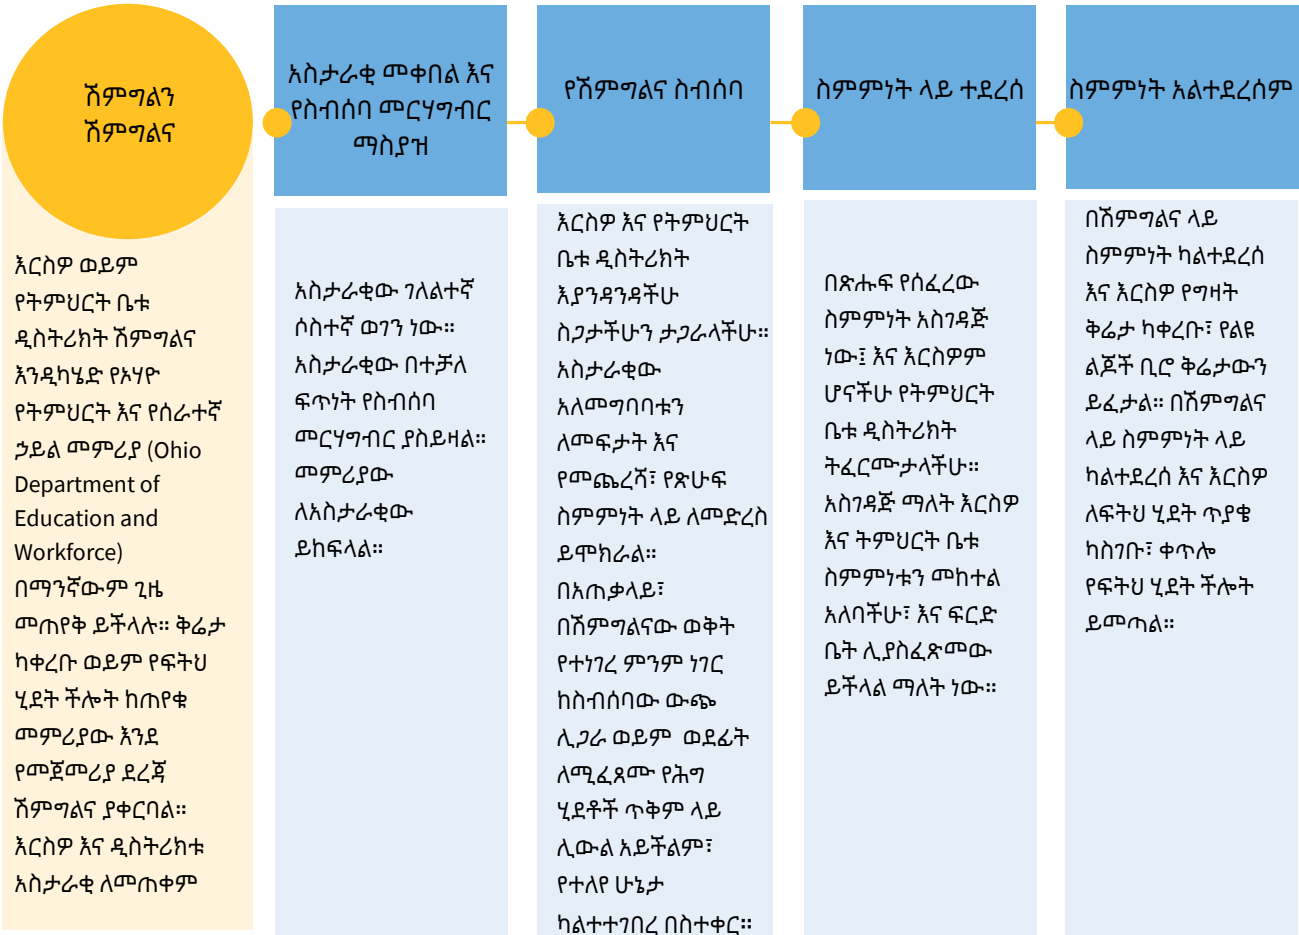 ሽምግልን
ሽምግልና
እርስዎ ወይም
የትምህርት ቤቱ
ዲስትሪክት ሽምግልና
እንዲካሄድ የኦሃዮ
የትምህርት እና የሰራተኛ
ኃይል መምሪያ (Ohio
Department of
Education and
Workforce)
በማንኛውም ጊዜ
መጠየቅ ይችላሉ። ቅሬታ
ካቀረቡ ወይም የፍትህ
ሂደት ችሎት ከጠየቁ
መምሪያው እንደ
የመጀመሪያ ደረጃ
ሽምግልና ያቀርባል።
እርስዎ እና ዲስትሪክቱ
አስታራቂ ለመጠቀም
አስታራቂ መቀበል እና
የስብሰባ መርሃግብር
ማስያዝ
አስታራቂው ገለልተኛ
ሶስተኛ ወገን ነው።
አስታራቂው በተቻለ
ፍጥነት የስብሰባ
መርሃግብር ያስይዛል።
መምሪያው
ለአስታራቂው
ይከፍላል።
የሽምግልና ስብሰባ
እርስዎ እና የትምህርት
ቤቱ ዲስትሪክት
እያንዳንዳችሁ
ስጋታችሁን ታጋራላችሁ።
አስታራቂው
አለመግባባቱን
ለመፍታት እና
የመጨረሻ፣ የጽሁፍ
ስምምነት ላይ ለመድረስ
ይሞክራል።
በአጠቃላይ፣
በሽምግልናው ወቅት
የተነገረ ምንም ነገር
ከስብሰባው ውጭ
ሊጋራ ወይም ወደፊት
ለሚፈጸሙ የሕግ
ሂደቶች ጥቅም ላይ
ሊውል አይችልም፣
የተለየ ሁኔታ
ካልተተገበረ በስተቀር።
ስምምነት ላይ ተደረሰ
በጽሑፍ የሰፈረው
ስምምነት አስገዳጅ
ነው፤ እና እርስዎም
ሆናችሁ የትምህርት
ቤቱ ዲስትሪክት
ትፈርሙታላችሁ።
አስገዳጅ ማለት እርስዎ
እና ትምህርት ቤቱ
ስምምነቱን መከተል
አለባችሁ፣ እና ፍርድ
ቤት ሊያስፈጽመው
ይችላል ማለት ነው።
ስምምነት አልተደረሰም
በሽምግልና ላይ
ስምምነት ካልተደረሰ
እና እርስዎ የግዛት
ቅሬታ ካቀረቡ፣ የልዩ
ልጆች ቢሮ ቅሬታውን
ይፈታል። በሽምግልና
ላይ ስምምነት ላይ
ካልተደረሰ እና እርስዎ
ለፍትህ ሂደት ጥያቄ
ካስገቡ፣ ቀጥሎ
የፍትህ ሂደት ችሎት
ይመጣል።